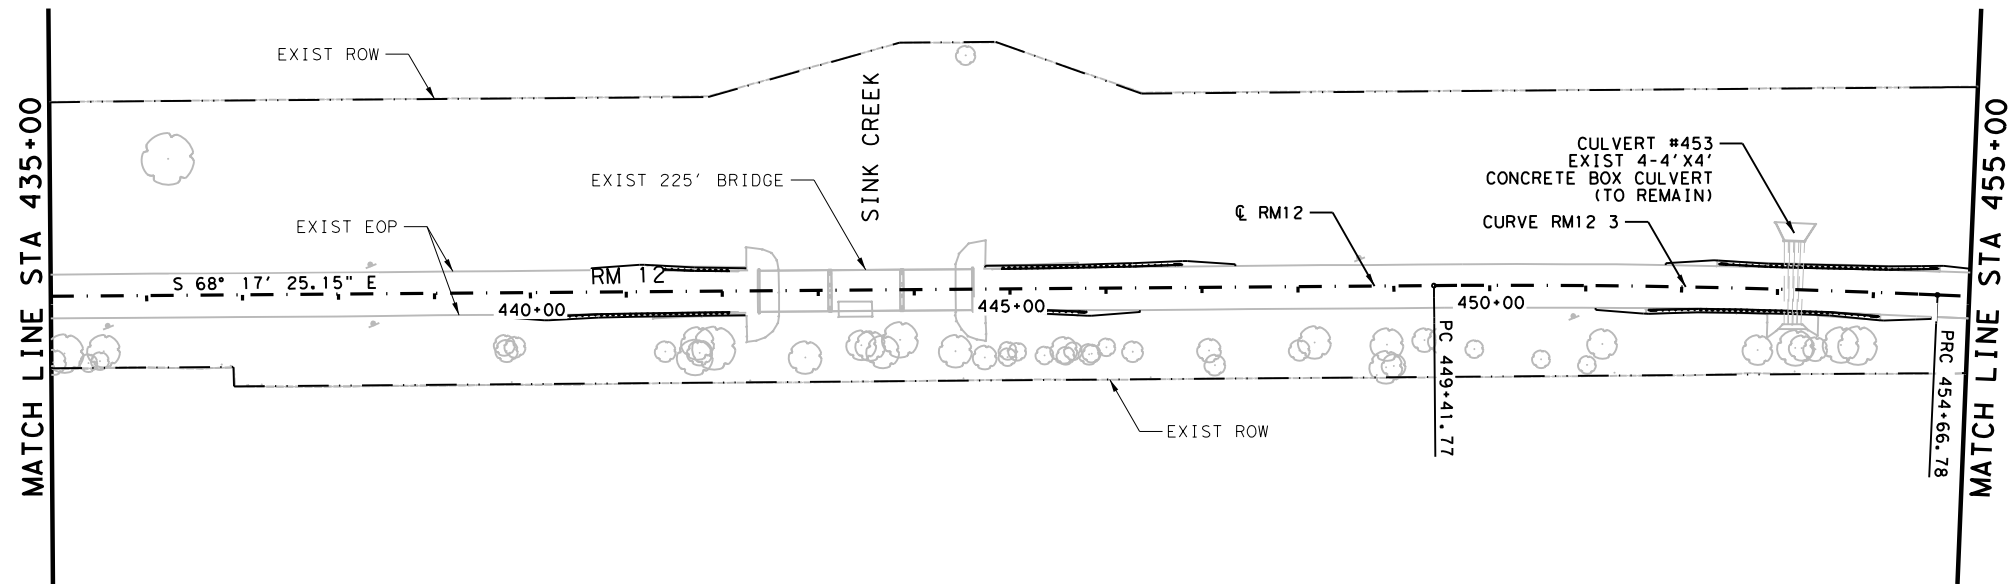 EXIST ROW
MATCH LINE STA 435+00
SINK CREEK
EXIST 225' BRIDGE
CULVERT #453
EXIST 4-4'X4'
CONCRETE BOX CULVERT
(TO REMAIN)
MATCH LINE STA 455+00
℄ RM12
CURVE RM12 3
EXIST EOP
S 68° 17' 25.15" E
RM 12
440+00
445+00
450+00
PC 449+41.77
PRC 454+66.78
EXIST ROW